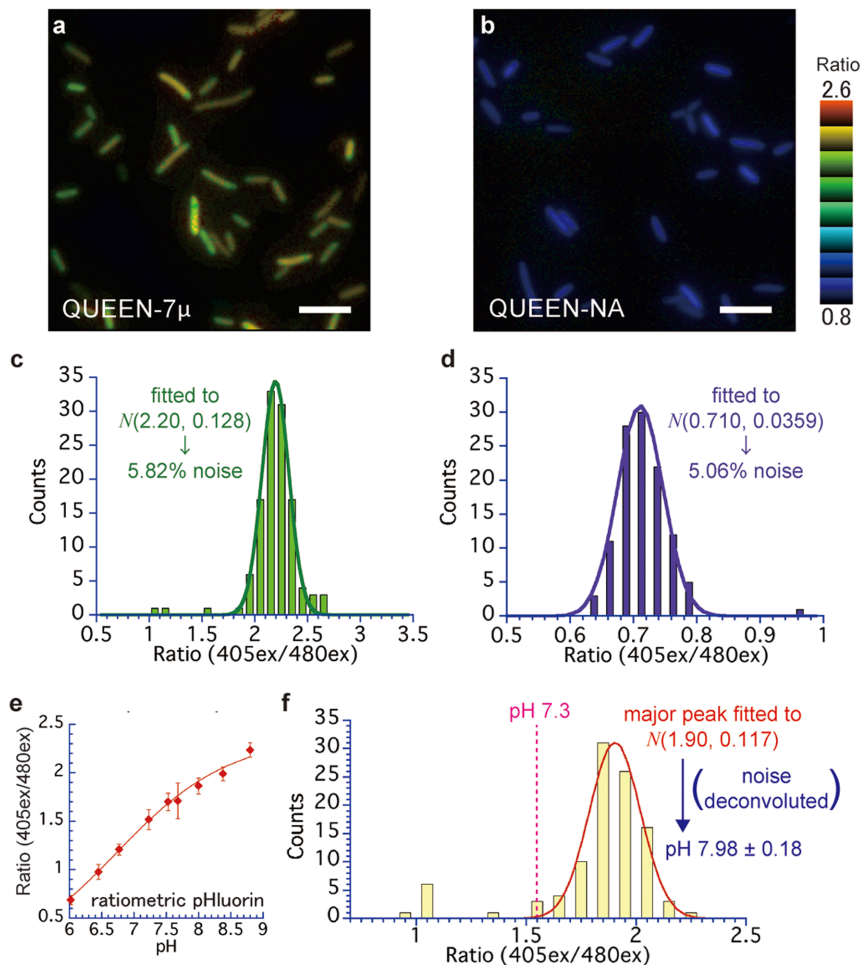 a
QUEEN-7μ
b
QUEEN-NA
Ratio
2.6
0.8
c
35
30
25
20
15
10
5
0
Counts
fitted to
N(2.20, 0.128)
↓
5.82% noise
0.5
1
1.5
2
2.5
3
3.5
Ratio (405ex/480ex)
d
35
30
25
20
15
10
5
0
Counts
fitted to
N(0.710, 0.0359)
↓
5.06% noise
0.5
0.6
0.7
0.8
0.9
1
Ratio (405ex/480ex)
e
2.5
2
1.5
1
0.5
Ratio (405ex/480ex)
ratiometric pHluorin
6
6.5
7
7.5
8
8.5
9
pH
f
35
30
25
20
15
10
5
0
Counts
pH 7.3
major peak fitted to
N(1.90, 0.117)
(noise
deconvoluted)
pH 7.98 ± 0.18
1
1.5
2
2.5
Ratio (405ex/480ex)